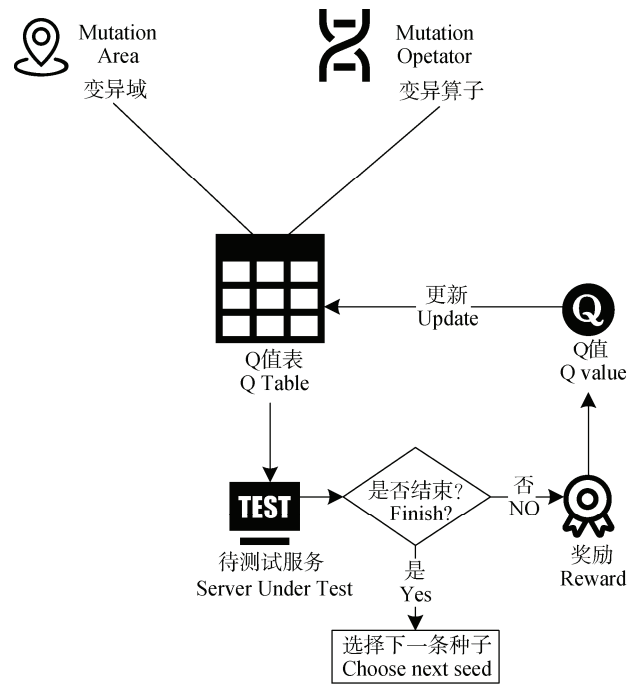 Mutation
Area
变异域
Mutation
Opetator
变异算子
更新
Update
Q
Q值
Q value
Q值表
Q Table
TEST
待测试服务
Server Under Test
是否结束?
Finish?
否
NO
奖励
Reward
是
Yes
选择下一条种子
Choose next seed